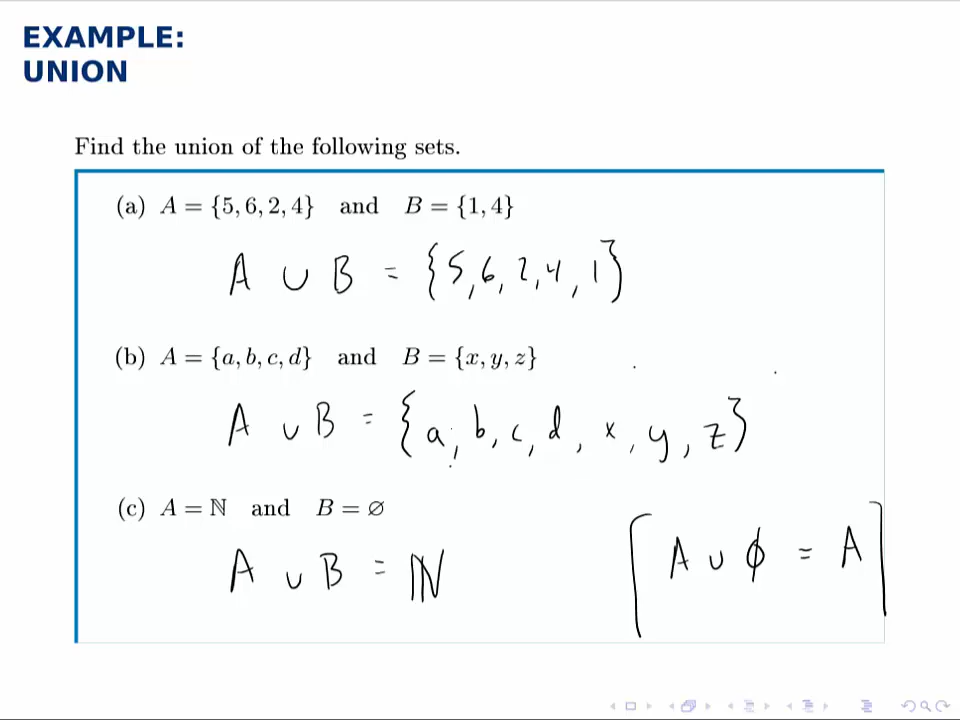 EXAMPLE:
UNION
Find the union of the following sets.
(a) A = {5, 6, 2, 4} and B = {1, 4}
A ∪ B = {5, 6, 2, 4, 1}
(b) A = {a, b, c, d} and B = {x, y, z}
A ∪ B = {a, b, c, d, x, y, z}
(c) A = ℕ and B = ∅
A ∪ B = ℕ
[A ∪ ϕ = A]